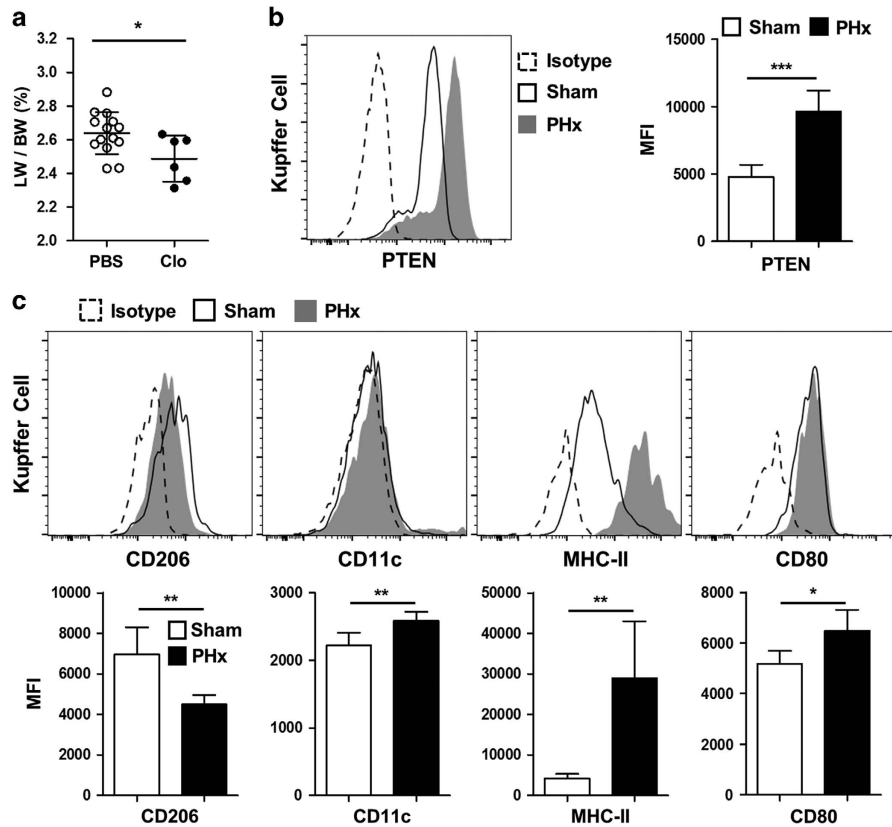 a
*
LW / BW (%)
3.2
3.0
2.8
2.6
2.4
2.2
2.0
PBS Clo
b
Kupffer Cell
PTEN
Isotype
Sham
PHx
Sham PHx
***
MFI
15000
10000
5000
0
PTEN
c
Isotype Sham PHx
Kupffer Cell
CD206 CD11c MHC-II CD80
MFI
10000
8000
6000
4000
2000
0
**
Sham
PHx
CD206
3000
2000
1000
0
**
CD11c
50000
40000
30000
20000
10000
0
**
MHC-II
8000
6000
4000
2000
0
*
CD80